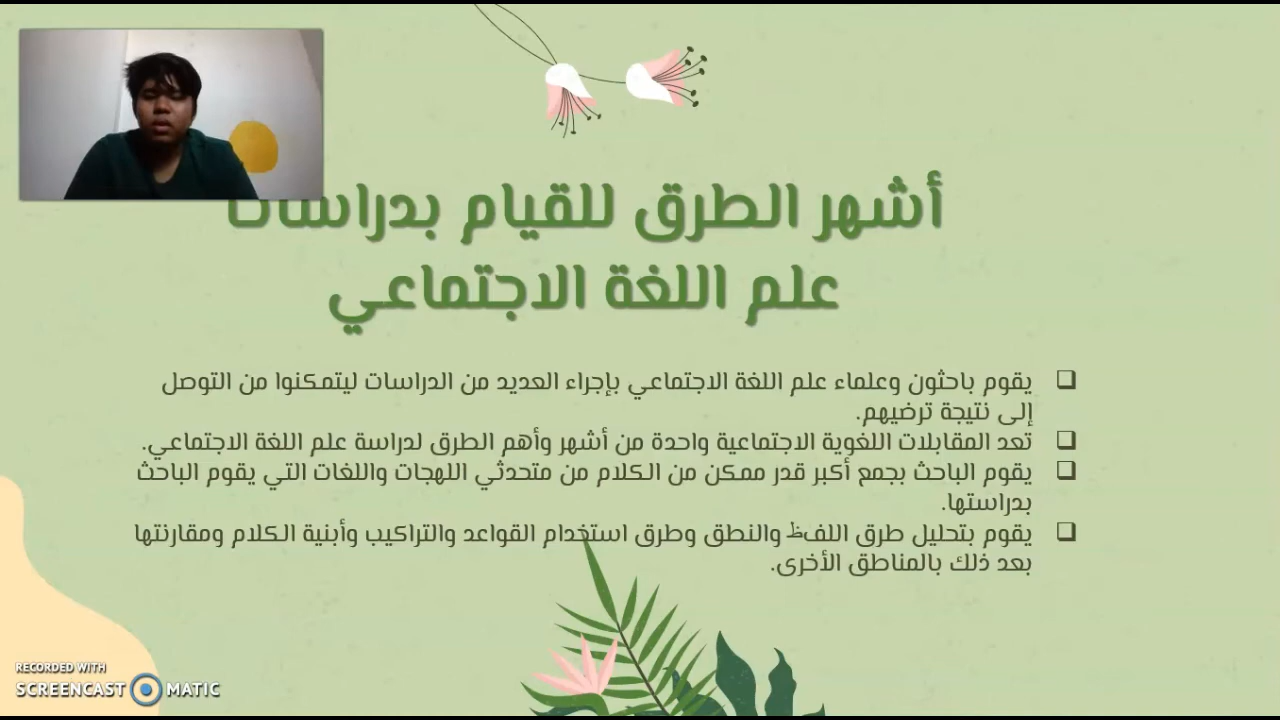 أشهر الطرق للقيام بدراسات
علم اللغة الاجتماعي
يقوم باحثون وعلماء علم اللغة الاجتماعي بإجراء العديد من الدراسات ليتمكنوا من التوصل
إلى نتيجة ترضيهم.
تعد المقابلات اللغوية الاجتماعية واحدة من أشهر وأهم الطرق لدراسة علم اللغة الاجتماعي.
يقوم الباحث بجمع أكبر قدر ممكن من الكلام من متحدثي اللهجات واللغات التي يقوم الباحث
بدراستها.
يقوم بتحليل طرق اللفظ والنطق وطرق استخدام القواعد والتراكيب وأبنية الكلام ومقارنتها
بعد ذلك بالمناطق الأخرى.
RECORDED WITH
SCREENCAST MATIC